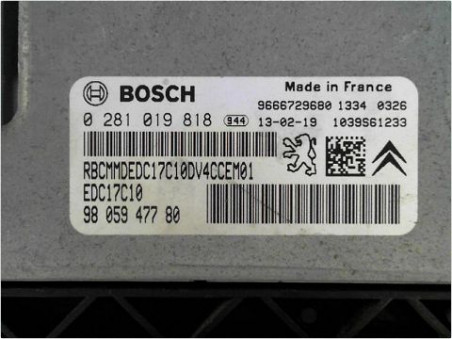 BOSCH
Made in France
9666729680 1334 0326
0 281 019 818 944 13-02-19 1039S61233
RBCMMDEDC17C10DV4CCEM01
EDC17C10
98 059 477 80